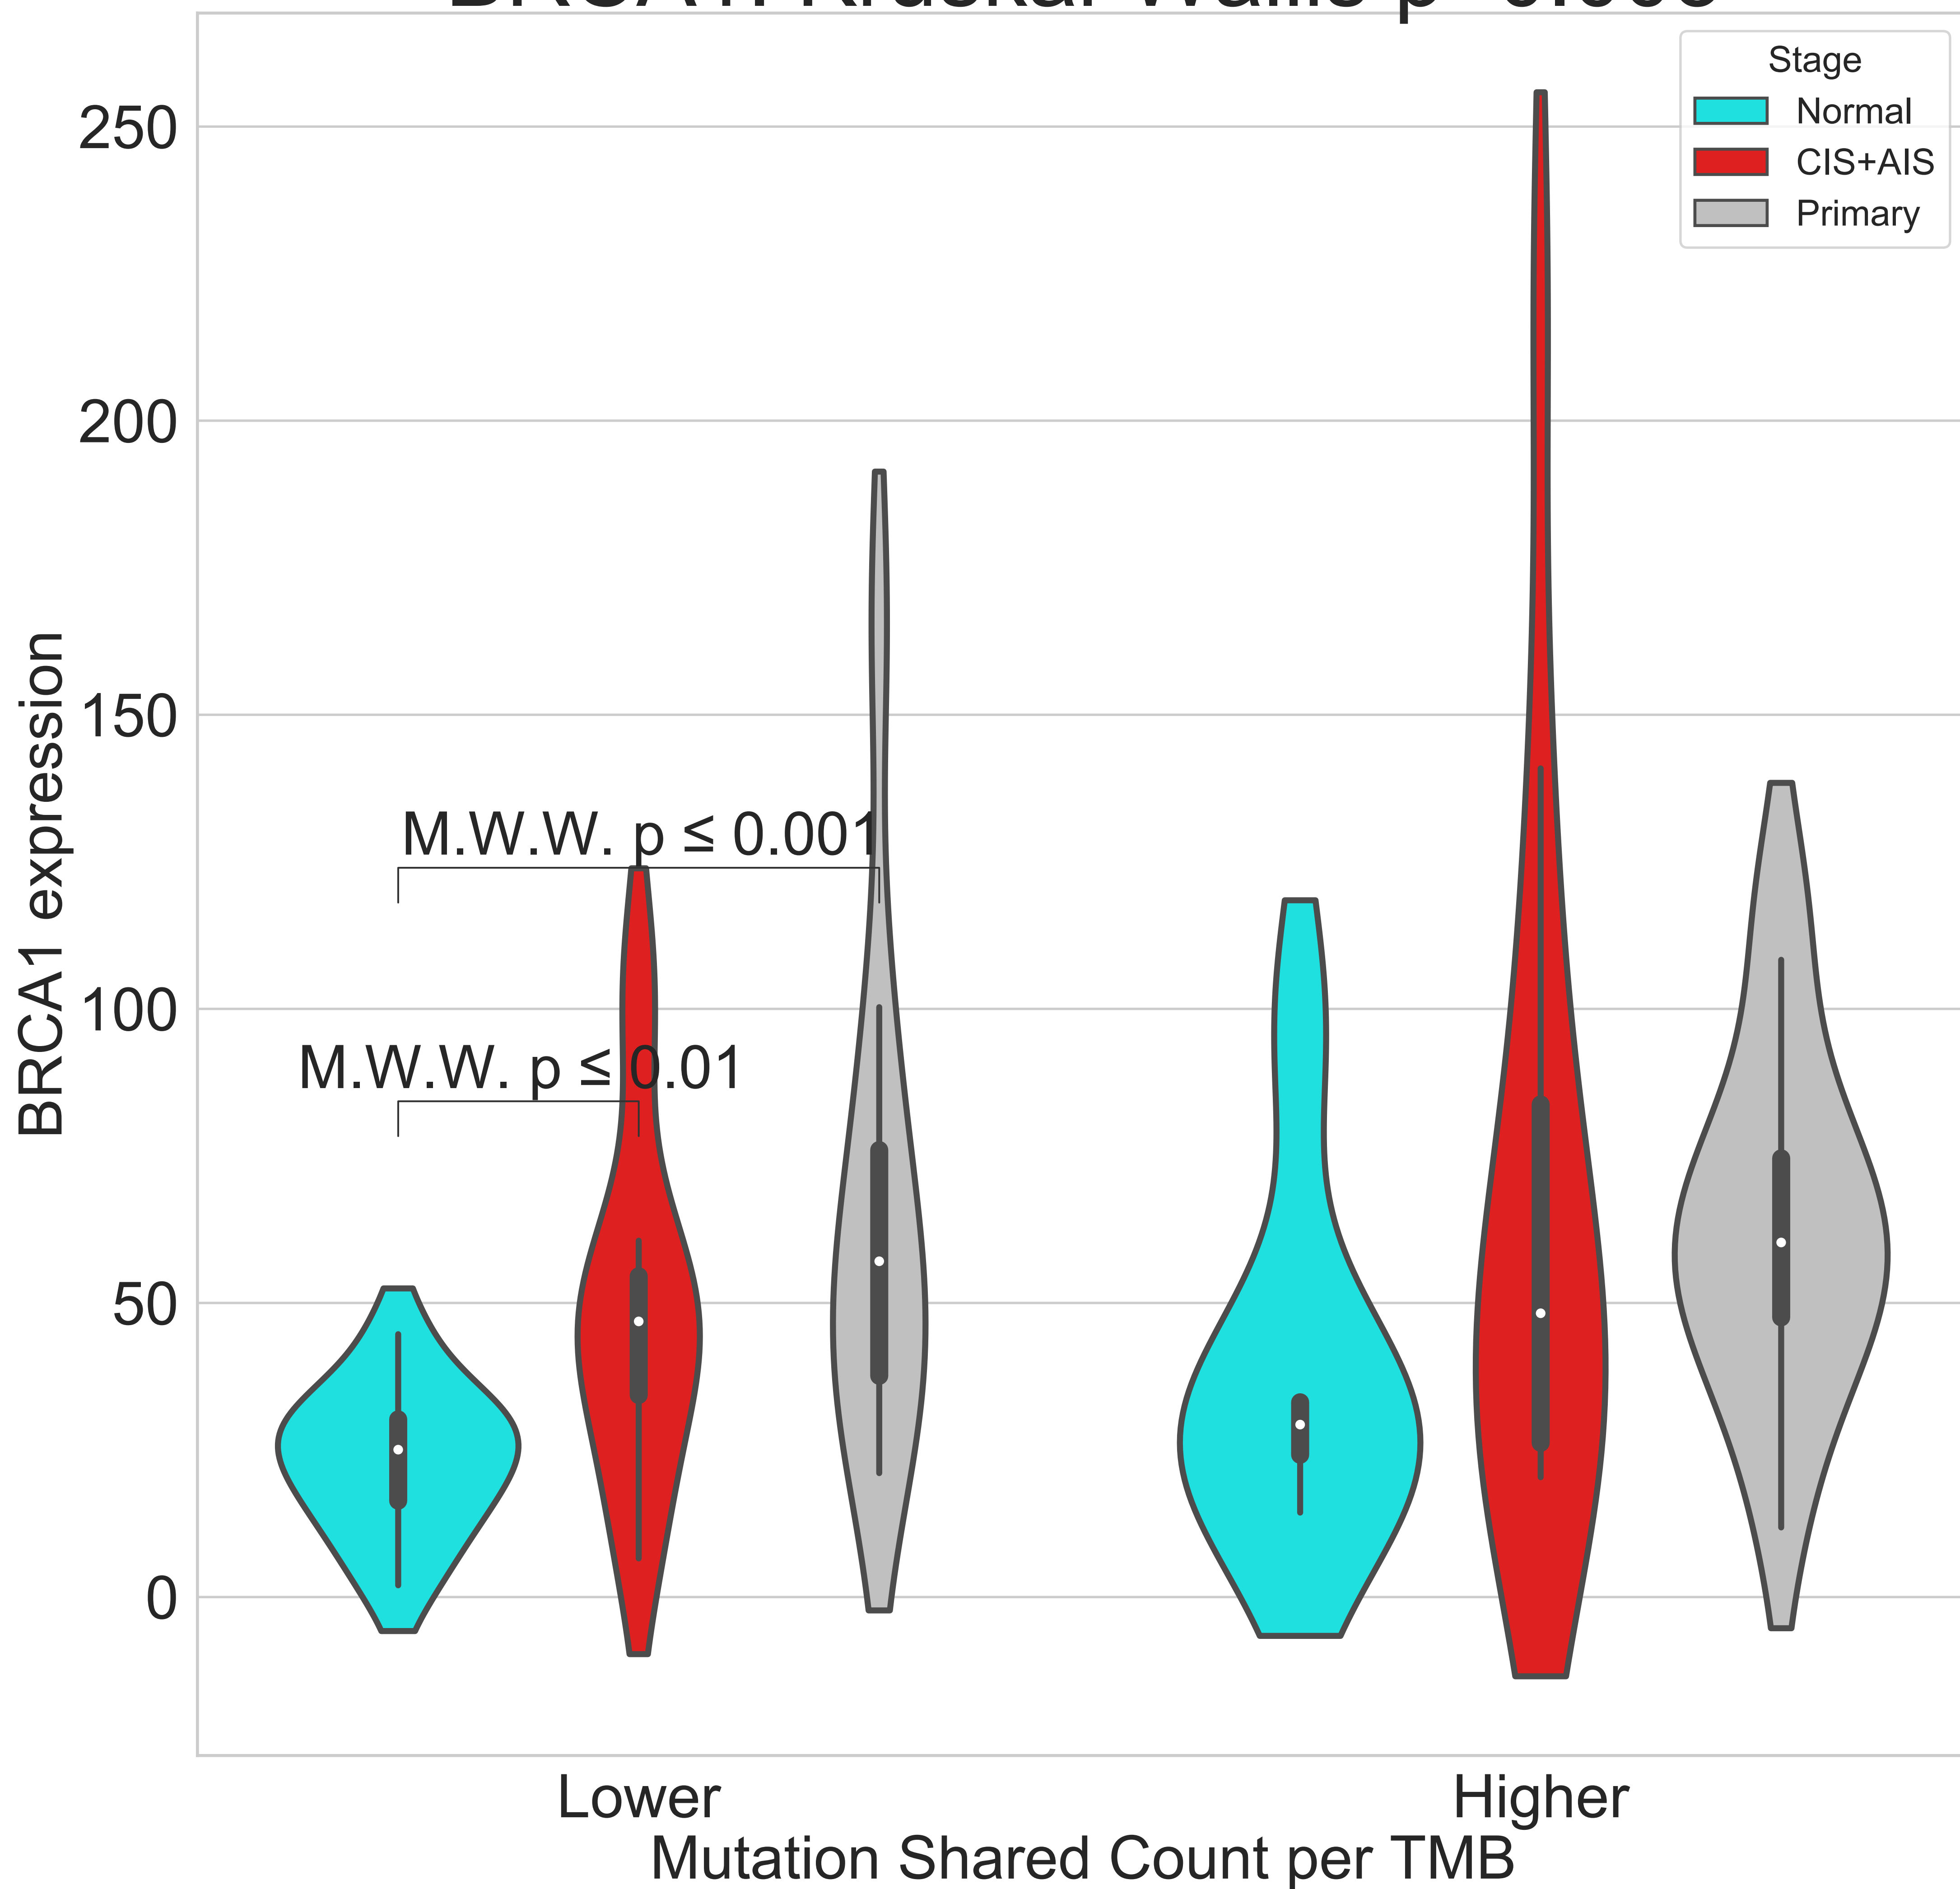 Stage
Normal
CIS+AIS
Primary
250
200
150
100
50
0
BRCA1 expression
M.W.W. p ≤ 0.001
M.W.W. p ≤ 0.01
Lower
Higher
Mutation Shared Count per TMB